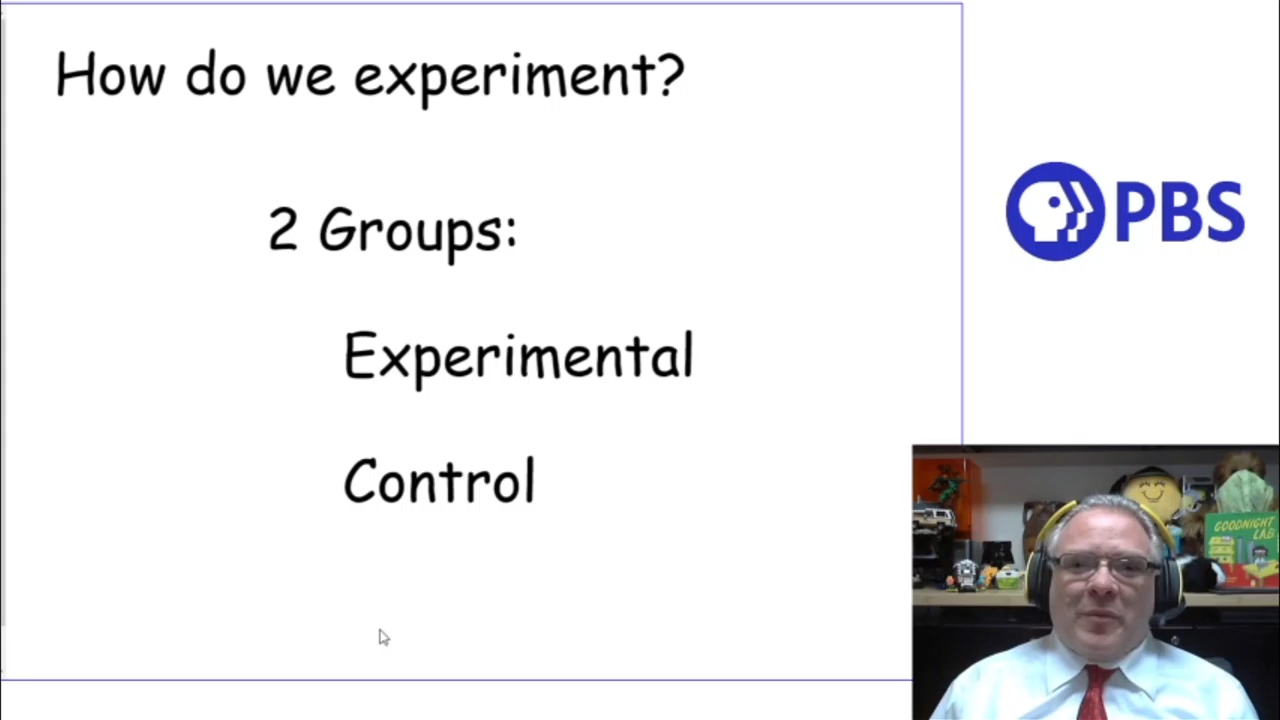 How do we experiment?
2 Groups:
Experimental
Control
PBS
GOODNIGHT
LAB